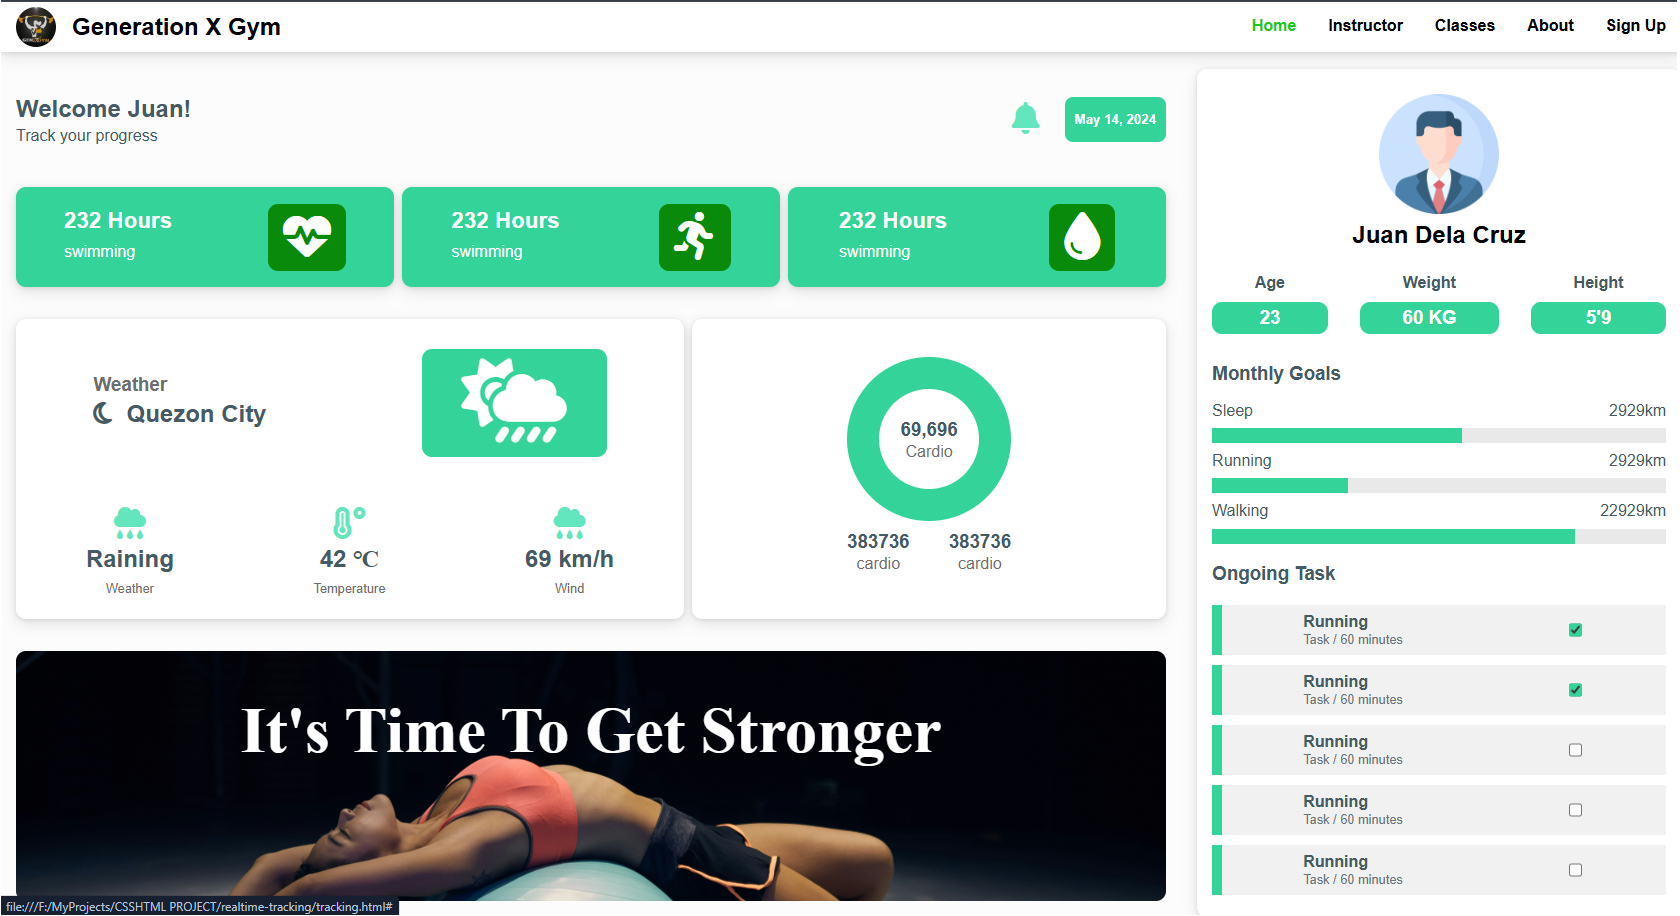 Generation X Gym
Home Instructor Classes About Sign Up
Welcome Juan!
Track your progress
May 14, 2024
232 Hours
swimming
232 Hours
swimming
232 Hours
swimming
Weather
Quezon City
Raining
Weather
42 °C
Temperature
69 km/h
Wind
69,696
Cardio
383736
cardio
383736
cardio
It's Time To Get Stronger
Juan Dela Cruz
Age Weight Height
23 60 KG 5'9
Monthly Goals
Sleep 2929km
Running 2929km
Walking 22929km
Ongoing Task
Running
Task / 60 minutes
Running
Task / 60 minutes
Running
Task / 60 minutes
Running
Task / 60 minutes
Running
Task / 60 minutes
file:///F:/MyProjects/CSSHTML PROJECT/realtime-tracking/tracking.html#